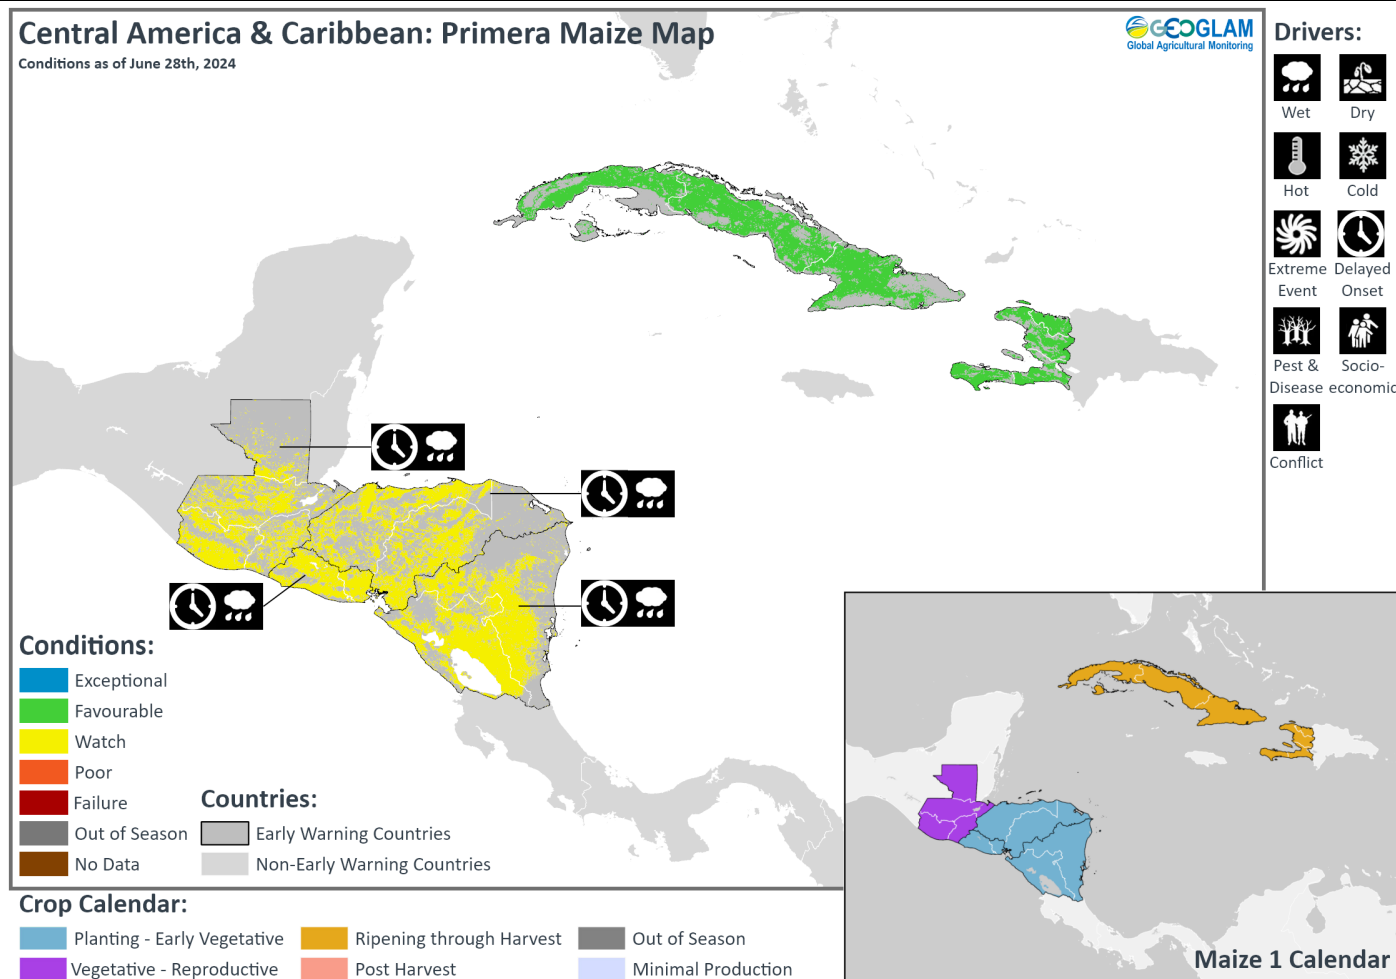 Central America & Caribbean: Primera Maize Map
Conditions as of June 28th, 2024
GEOGLAM
Global Agricultural Monitoring
Drivers:
Wet
Dry
Hot
Cold
Extreme Event
Delayed Onset
Pest & Disease
Socio-economic
Conflict
Conditions:
Exceptional
Favourable
Watch
Poor
Failure
Out of Season
No Data
Countries:
Early Warning Countries
Non-Early Warning Countries
Crop Calendar:
Planting - Early Vegetative
Ripening through Harvest
Out of Season
Vegetative - Reproductive
Post Harvest
Minimal Production
Maize 1 Calendar